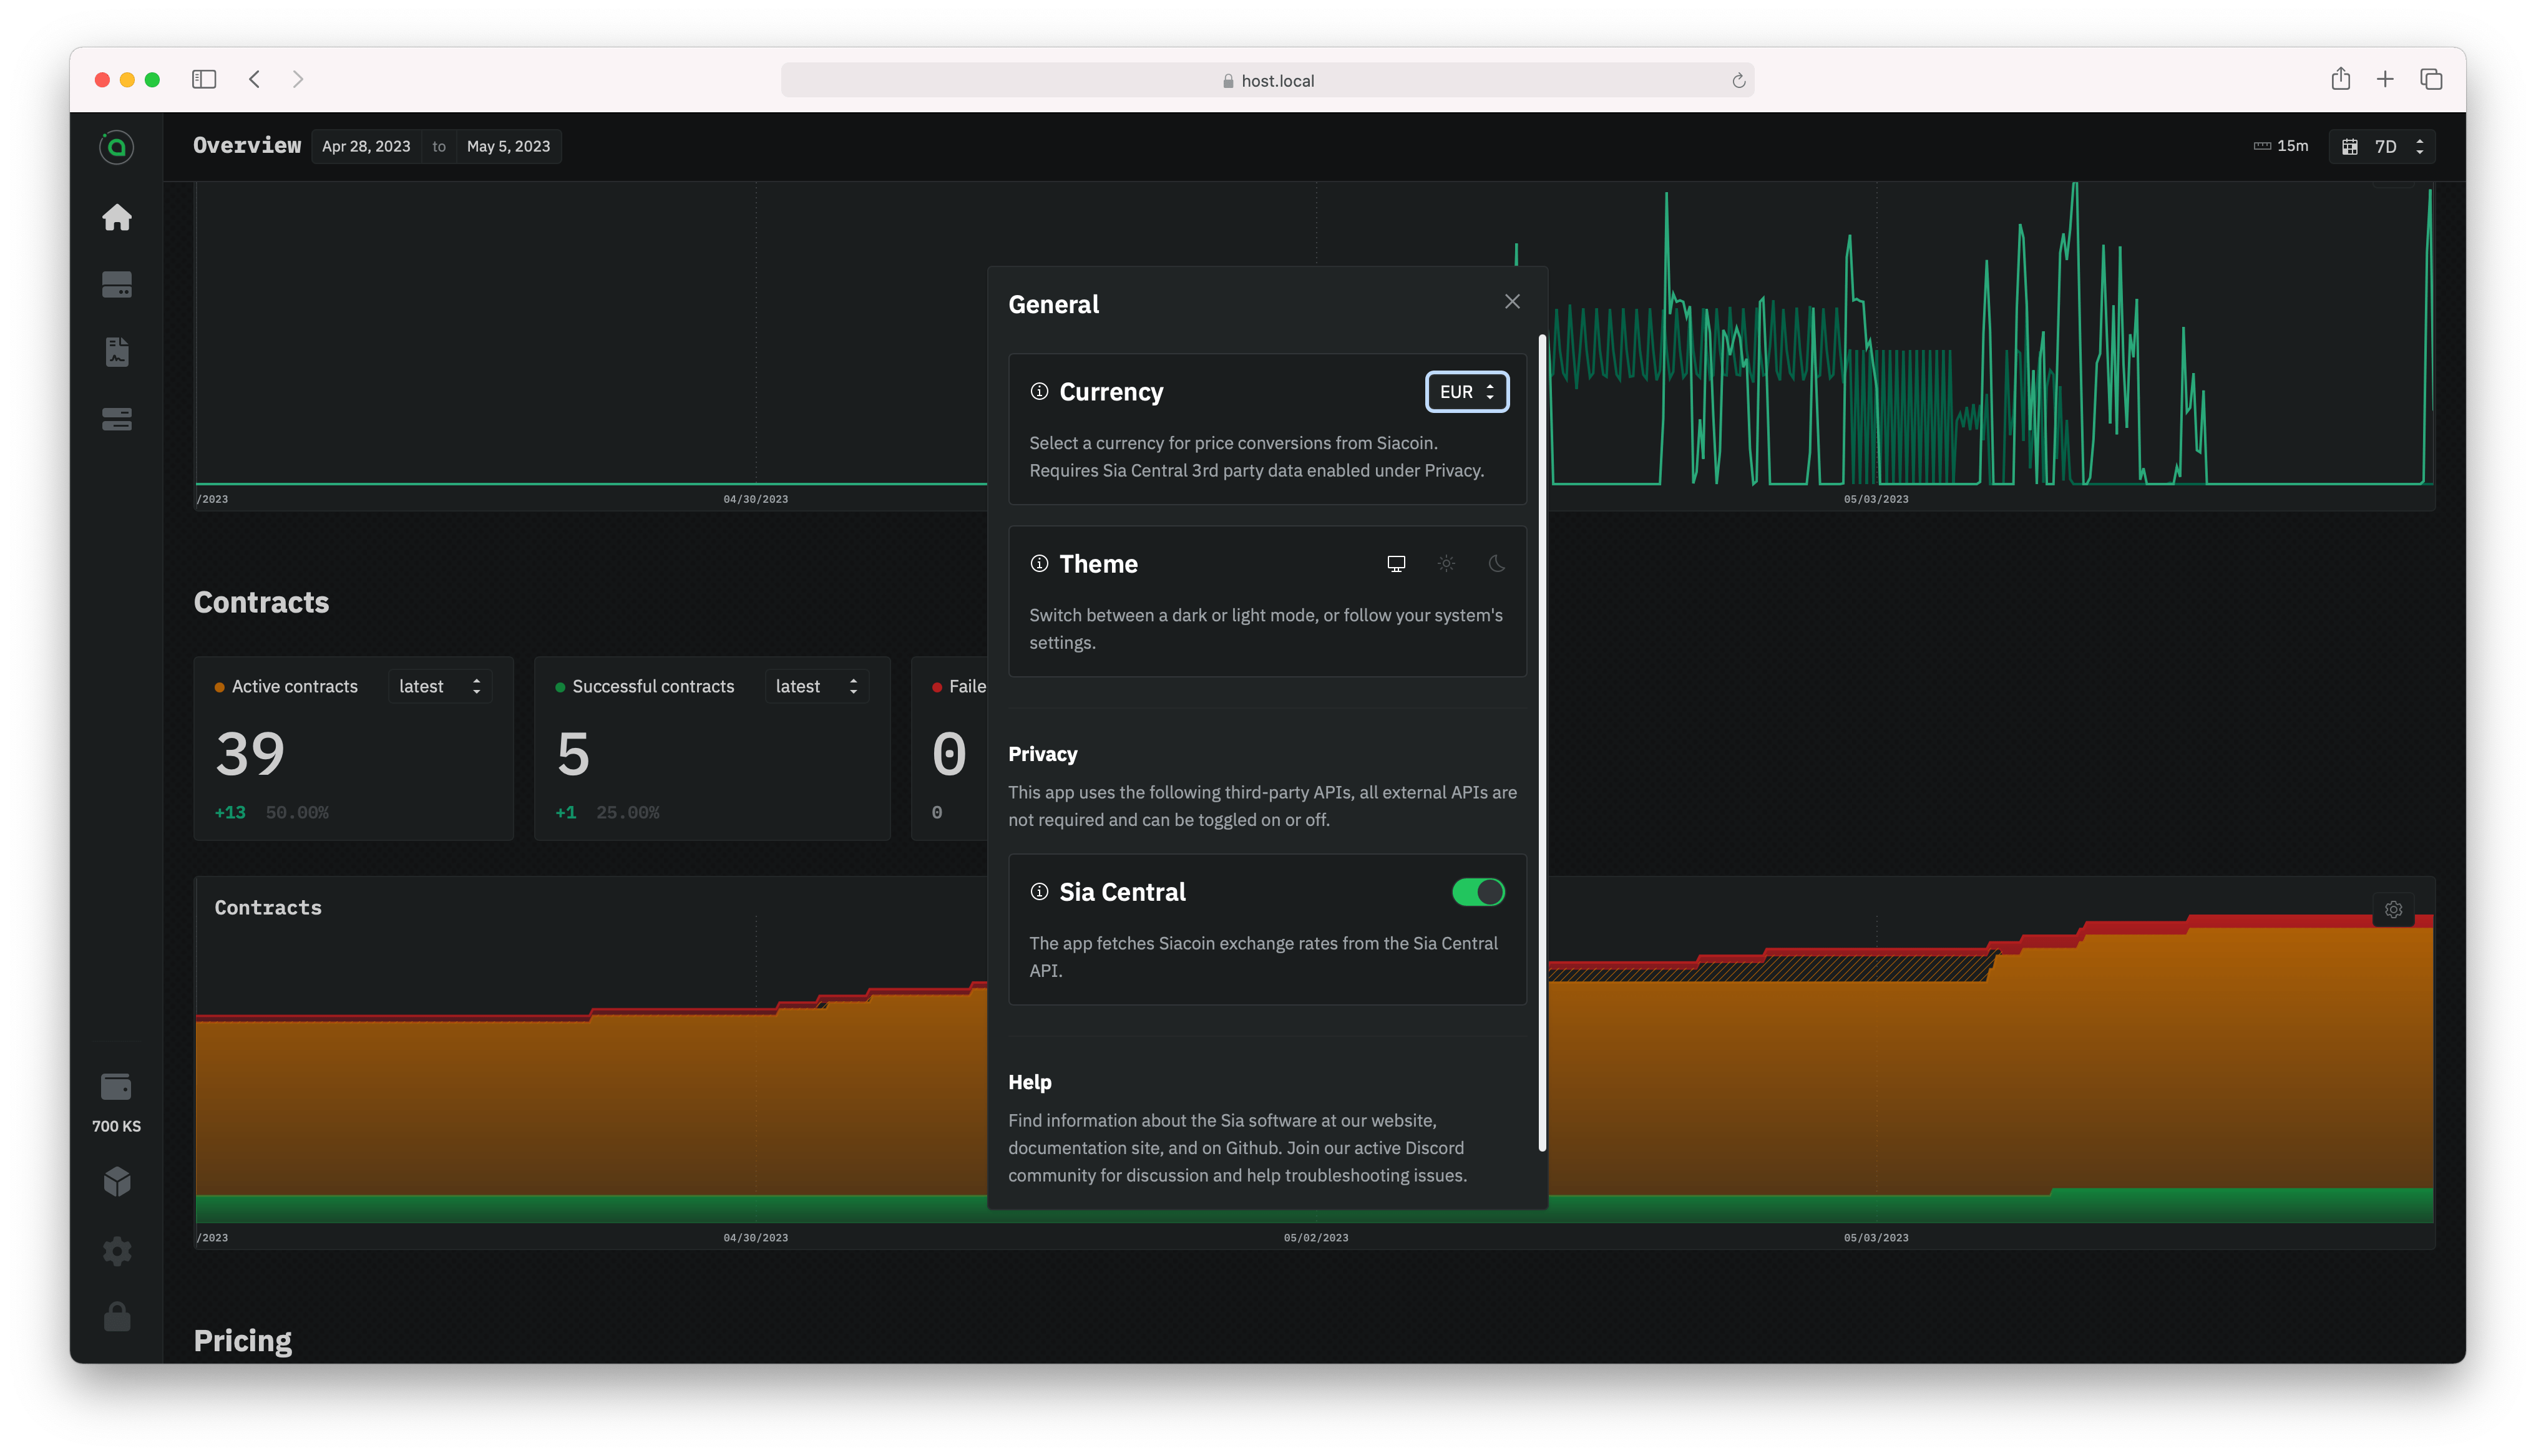 host.local
Overview
Apr 28, 2023 to May 5, 2023
15m
7D
/2023
04/30/2023
05/03/2023
General
Currency
EUR
Select a currency for price conversions from Siacoin.
Requires Sia Central 3rd party data enabled under Privacy.
Theme
Switch between a dark or light mode, or follow your system's
settings.
Privacy
This app uses the following third-party APIs, all external APIs are
not required and can be toggled on or off.
Sia Central
The app fetches Siacoin exchange rates from the Sia Central
API.
Help
Find information about the Sia software at our website,
documentation site, and on Github. Join our active Discord
community for discussion and help troubleshooting issues.
Contracts
Active contracts
latest
39
+13 50.00%
Successful contracts
latest
5
+1 25.00%
Faile
0
0
Contracts
/2023
04/30/2023
05/02/2023
05/03/2023
700 KS
Pricing